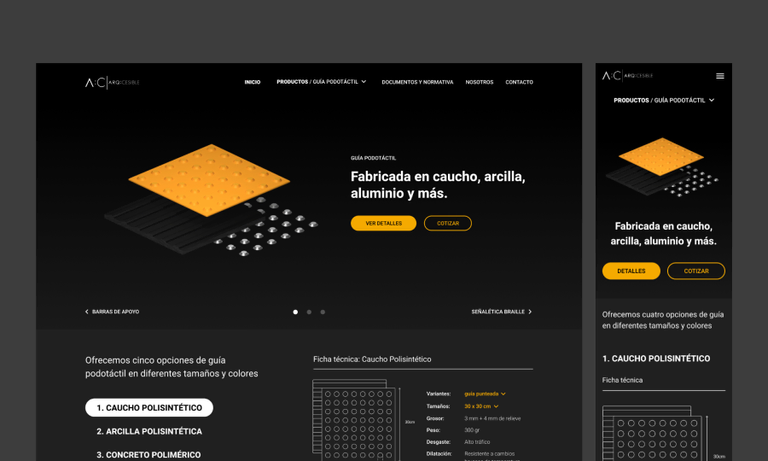 A:C ARQ:CESIBLE
INICIO
PRODUCTOS / GUÍA PODOTÁCTIL
DOCUMENTOS Y NORMATIVA
NOSOTROS
CONTACTO
GUÍA PODOTÁCTIL
Fabricada en caucho, arcilla,
aluminio y más.
VER DETALLES
COTIZAR
BARRAS DE APOYO
SEÑALÉTICA BRAILLE
Ofrecemos cinco opciones de guía
podotáctil en diferentes tamaños y colores
1. CAUCHO POLISINTÉTICO
2. ARCILLA POLISINTÉTICA
3. CONCRETO POLIMÉRICO
Ficha técnica: Caucho Polisintético
30cm
Variantes: guía punteada
Tamaños: 30 x 30 cm
Grosor: 3 mm + 4 mm de relieve
Peso: 300 gr
Desgaste: Alto tráfico
Dilatación: Resistente a cambios
A:C ARQ:CESIBLE
PRODUCTOS / GUÍA PODOTÁCTIL
Fabricada en caucho,
arcilla, aluminio y más.
DETALLES
COTIZAR
Ofrecemos cuatro opciones de guía
en diferentes tamaños y colores
1. CAUCHO POLISINTÉTICO
Ficha técnica
30cm